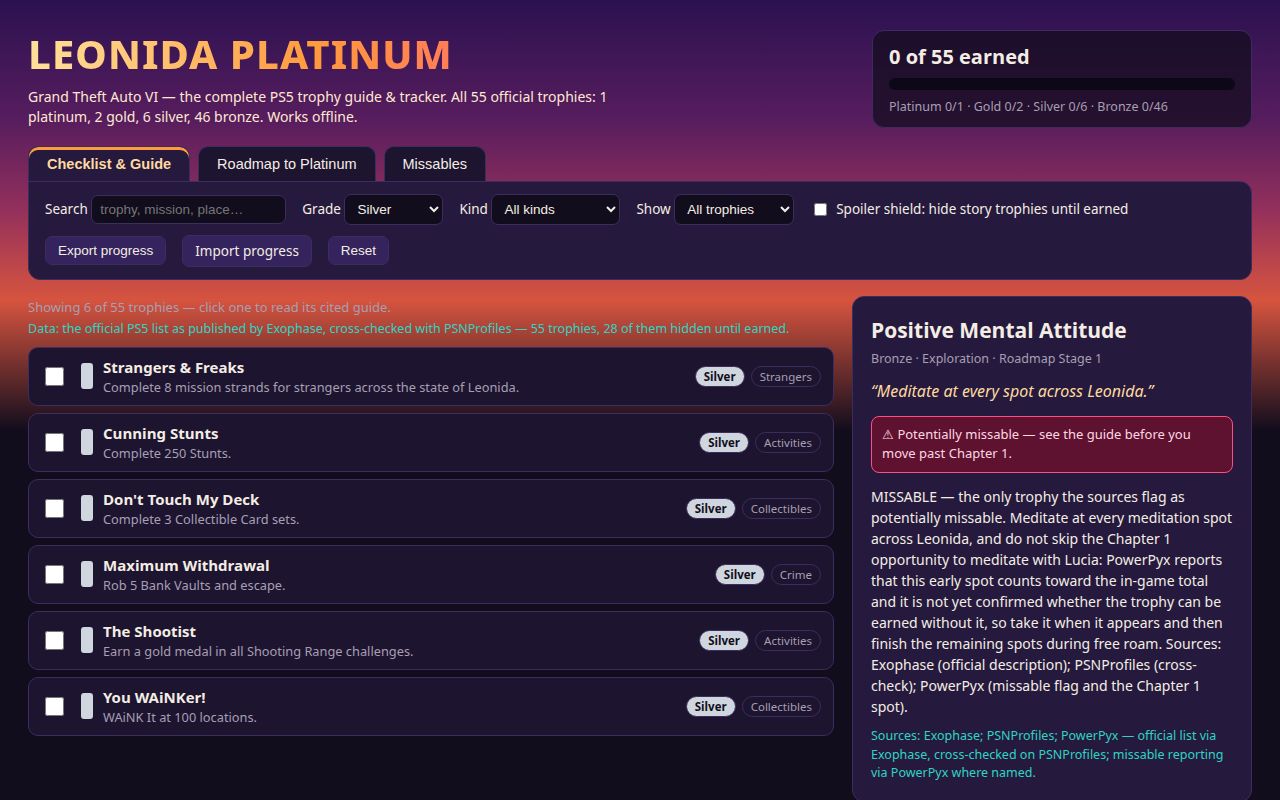 LEONIDA PLATINUM
Grand Theft Auto VI — the complete PS5 trophy guide & tracker. All 55 official trophies: 1
platinum, 2 gold, 6 silver, 46 bronze. Works offline.
0 of 55 earned
Platinum 0/1 · Gold 0/2 · Silver 0/6 · Bronze 0/46
Checklist & Guide
Roadmap to Platinum
Missables
Search trophy, mission, place… Grade Silver Kind All kinds Show All trophies Spoiler shield: hide story trophies until earned
Export progress
Import progress
Reset
Showing 6 of 55 trophies — click one to read its cited guide.
Data: the official PS5 list as published by Exophase, cross-checked with PSNProfiles — 55 trophies, 28 of them hidden until earned.
Strangers & Freaks
Complete 8 mission strands for strangers across the state of Leonida.
Silver Strangers
Cunning Stunts
Complete 250 Stunts.
Silver Activities
Don't Touch My Deck
Complete 3 Collectible Card sets.
Silver Collectibles
Maximum Withdrawal
Rob 5 Bank Vaults and escape.
Silver Crime
The Shootist
Earn a gold medal in all Shooting Range challenges.
Silver Activities
You WAiNKer!
WAiNK It at 100 locations.
Silver Collectibles
Positive Mental Attitude
Bronze · Exploration · Roadmap Stage 1
“Meditate at every spot across Leonida.”
⚠ Potentially missable — see the guide before you
move past Chapter 1.
MISSABLE — the only trophy the sources flag as
potentially missable. Meditate at every meditation spot
across Leonida, and do not skip the Chapter 1
opportunity to meditate with Lucia: PowerPyx reports
that this early spot counts toward the in-game total
and it is not yet confirmed whether the trophy can be
earned without it, so take it when it appears and then
finish the remaining spots during free roam. Sources:
Exophase (official description); PSNProfiles (cross-
check); PowerPyx (missable flag and the Chapter 1
spot).
Sources: Exophase; PSNProfiles; PowerPyx — official list via
Exophase, cross-checked on PSNProfiles; missable reporting
via PowerPyx where named.